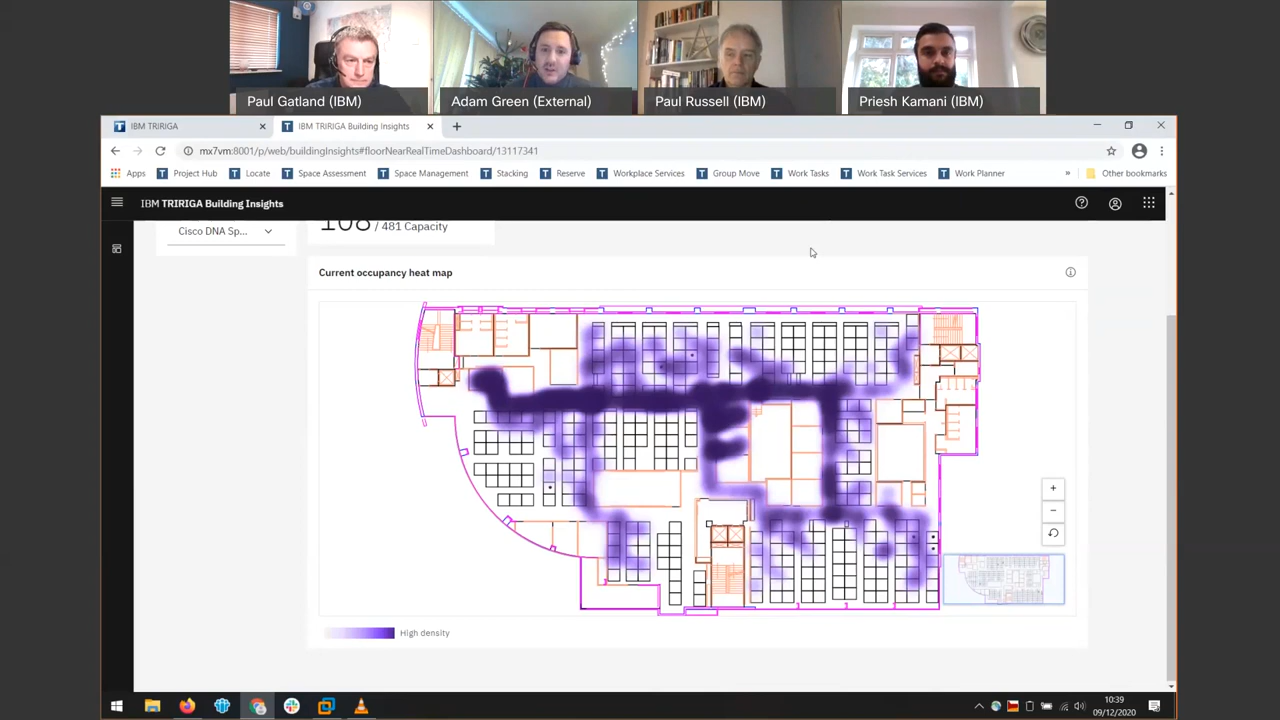 Paul Gatland (IBM)
Adam Green (External)
Paul Russell (IBM)
Priesh Kamani (IBM)
IBM TRIRIGA
IBM TRIRIGA Building Insights
mx7vm:8001/p/web/buildingInsights#floorNearRealTimeDashboard/13117341
Apps
Project Hub
Locate
Space Assessment
Space Management
Stacking
Reserve
Workplace Services
Group Move
Work Tasks
Work Task Services
Work Planner
»
Other bookmarks
IBM TRIRIGA Building Insights
Cisco DNA Sp...
108 / 481 Capacity
Current occupancy heat map
High density
10:39
09/12/2020